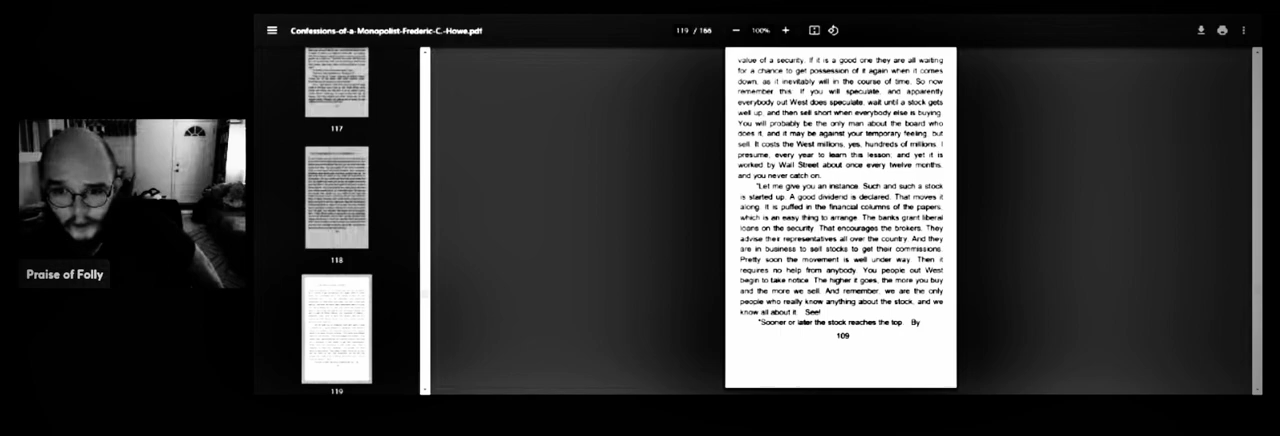 Confessions-of-a-Monopolist-Frederic-C.-Howe.pdf
119 / 166
100%
117
118
119
Praise of Folly
value of a security. If it is a good one they are all waiting
for a chance to get possession of it again when it comes
down, as it inevitably will in the course of time. So now
remember this. If you will speculate, and apparently
everybody out West does speculate, wait until a stock gets
well up, and then sell short when everybody else is buying.
You will probably be the only man about the board who
does it, and it may be against your temporary feeling, but
sell. It costs the West millions, yes, hundreds of millions, I
presume, every year to learn this lesson; and yet it is
worked by Wall Street about once every twelve months,
and you never catch on.
"Let me give you an instance. Such and such a stock
is started up. A good dividend is declared. That moves it
along. It is puffed in the financial columns of the papers,
which is an easy thing to arrange. The banks grant liberal
loans on the security. That encourages the brokers. They
advise their representatives all over the country. And they
are in business to sell stocks to get their commissions.
Pretty soon the movement is well under way. Then it
requires no help from anybody. You people out West
begin to take notice. The higher it goes, the more you buy
and the more we sell. And remember, we are the only
people who really know anything about the stock, and we
know all about it. See!
"Sooner or later the stock reaches the top. By
109